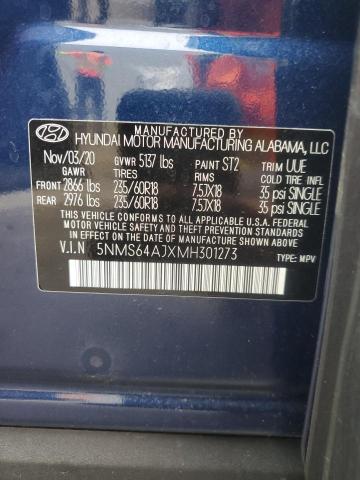 MANUFACTURED BY
HYUNDAI MOTOR MANUFACTURING ALABAMA, LLC
Nov/03/20 GVWR 5137 lbs PAINT ST2 TRIM UUE
GAWR TIRES RIMS
FRONT 2866 lbs 235/60R18 7.5JX18 35 psi SINGLE
REAR 2976 lbs 235/60R18 7.5JX18 35 psi SINGLE
THIS VEHICLE CONFORMS TO ALL APPLICABLE U.S.A. FEDERAL
MOTOR VEHICLE SAFETY AND THEFT PREVENTION
STANDARDS IN EFFECT ON THE DATE OF MANUFACTURE SHOWN ABOVE.
V.I.N 5NMS64AJXMH301273
TYPE: MPV